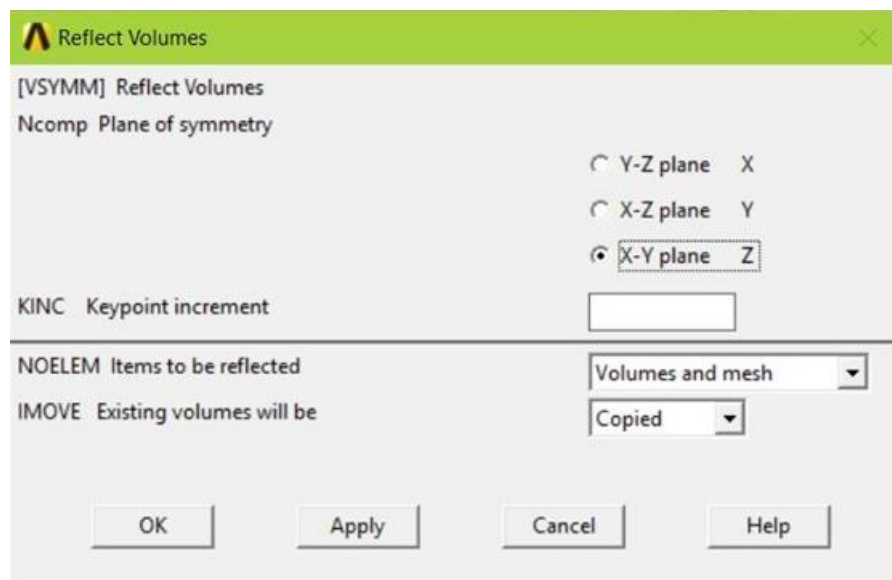 Reflect Volumes
[VSYMM] Reflect Volumes
Ncomp Plane of symmetry
Y-Z plane X
X-Z plane Y
X-Y plane Z
KINC Keypoint increment
NOELEM Items to be reflected Volumes and mesh
IMOVE Existing volumes will be Copied
OK Apply Cancel Help